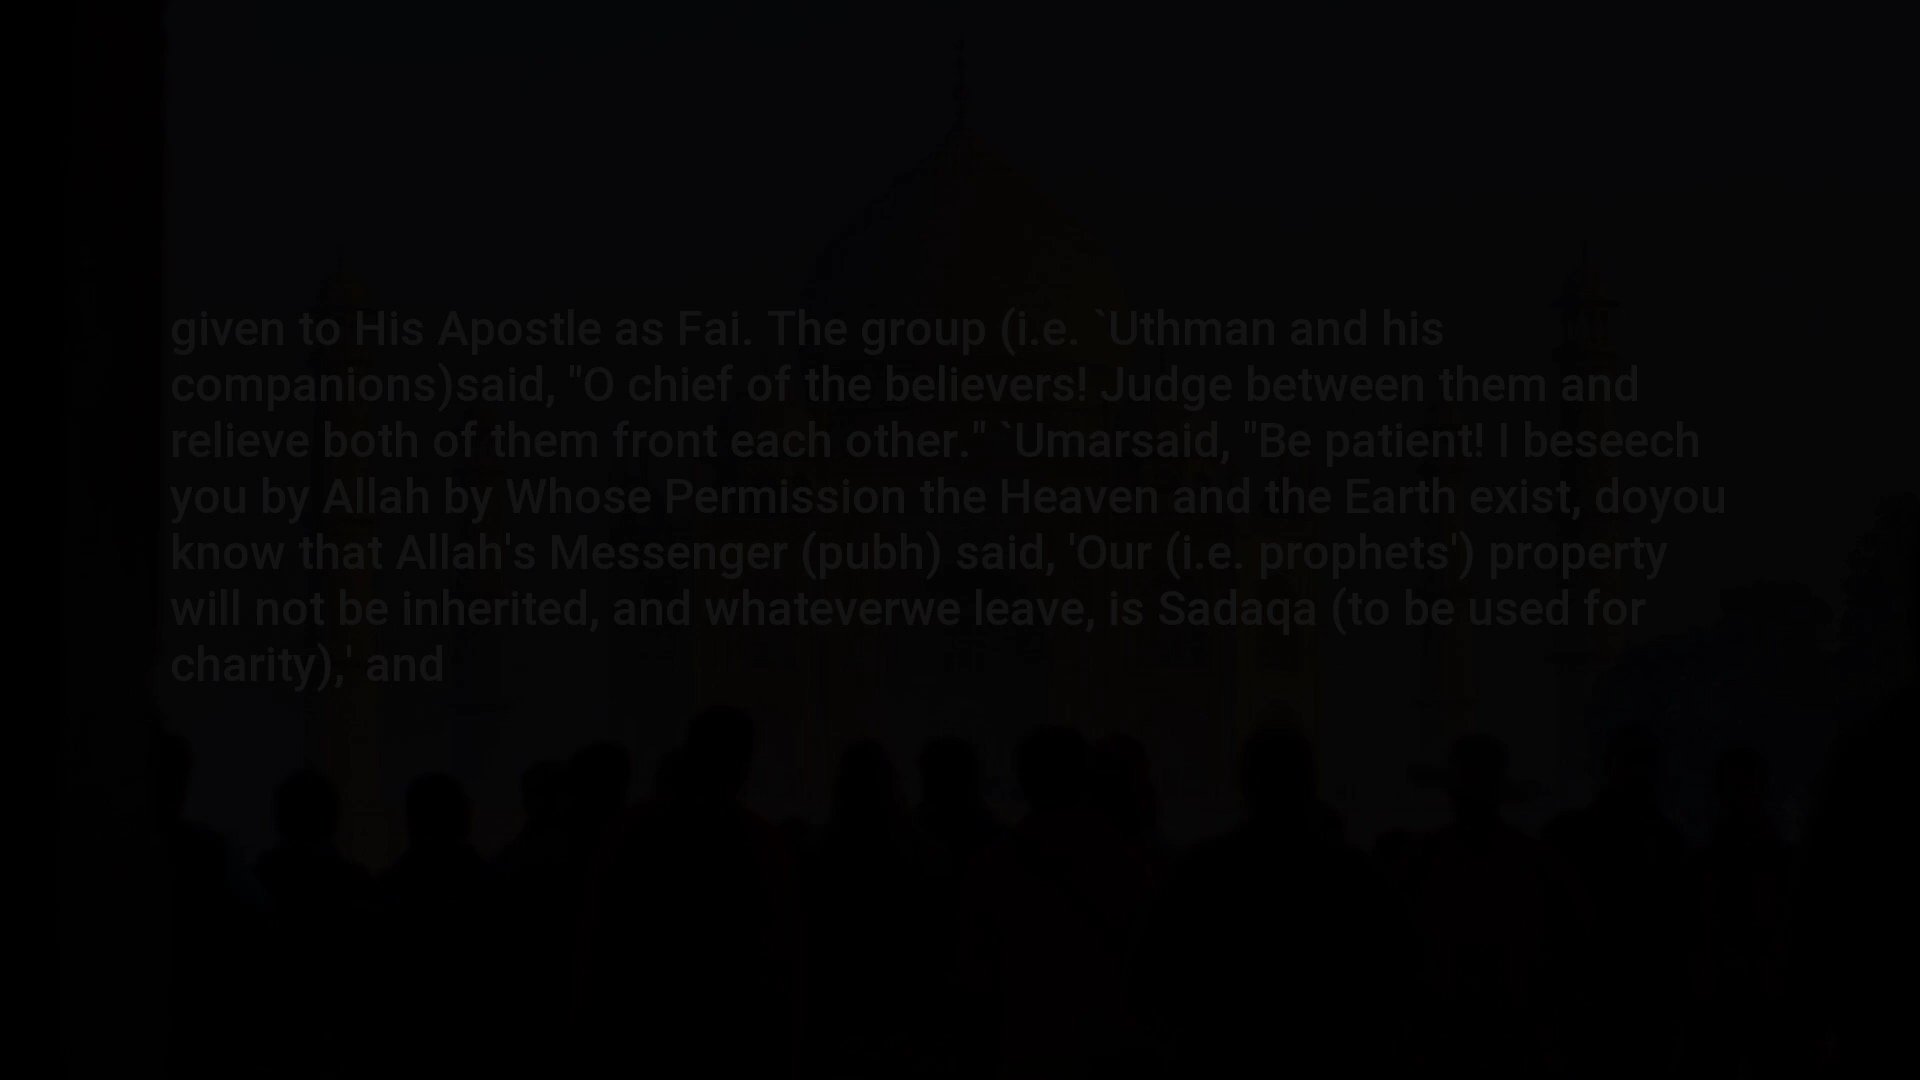 given to His Apostle as Fai. The group (i.e. `Uthman and his
companions)said, "O chief of the believers! Judge between them and
relieve both of them front each other." `Umarsaid, "Be patient! I beseech
you by Allah by Whose Permission the Heaven and the Earth exist, doyou
know that Allah's Messenger (pubh) said, 'Our (i.e. prophets') property
will not be inherited, and whateverwe leave, is Sadaqa (to be used for
charity),' and